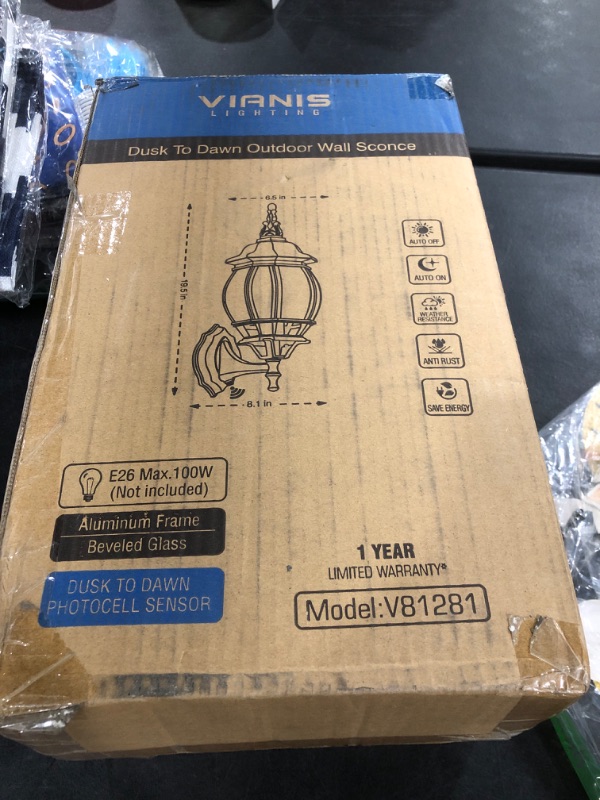 VIANIS
LIGHTING
Dusk To Dawn Outdoor Wall Sconce
6.5 in
19.5 in
8.1 in
AUTO OFF
AUTO ON
WEATHER
RESISTANCE
ANTI RUST
SAVE ENERGY
E26 Max.100W
(Not included)
Aluminum Frame
Beveled Glass
DUSK TO DAWN
PHOTOCELL SENSOR
1 YEAR
LIMITED WARRANTY®
Model:V81281